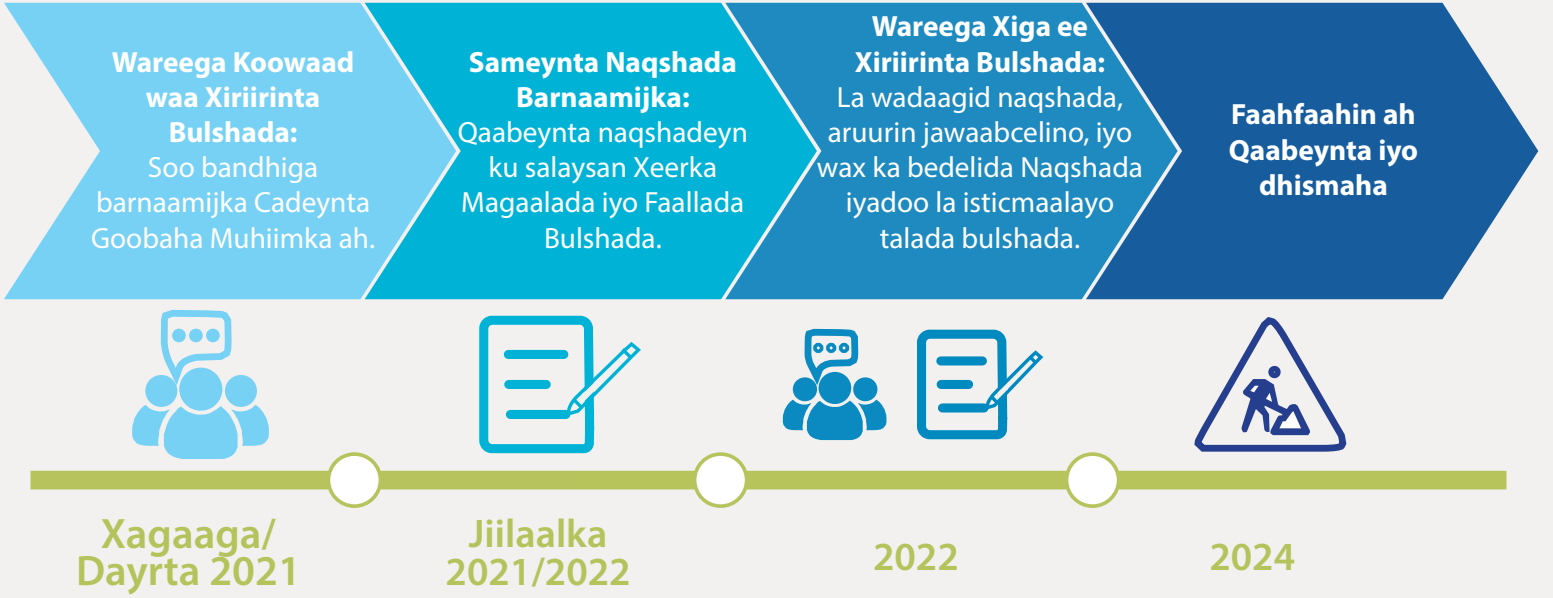 Wareega Koowaad
waa Xiriirinta
Bulshada:
Soo bandhiga
barnaamijka Cadeynta
Goobaha Muhiimka ah.
Sameynta Naqshada
Barnaamijka:
Qaabeynta naqshadeyn
ku salaysan Xeerka
Magaalada iyo Faallada
Bulshada.
Wareega Xiga ee
Xiriirinta Bulshada:
La wadaagid naqshada,
aruurin jawaabcelino, iyo
wax ka bedelida Naqshada
iyadoo la isticmaalayo
talada bulshada.
Faahfaahin ah
Qaabeynta iyo
dhismaha
Xagaaga/
Dayrta 2021
Jiilaalka
2021/2022
2022
2024